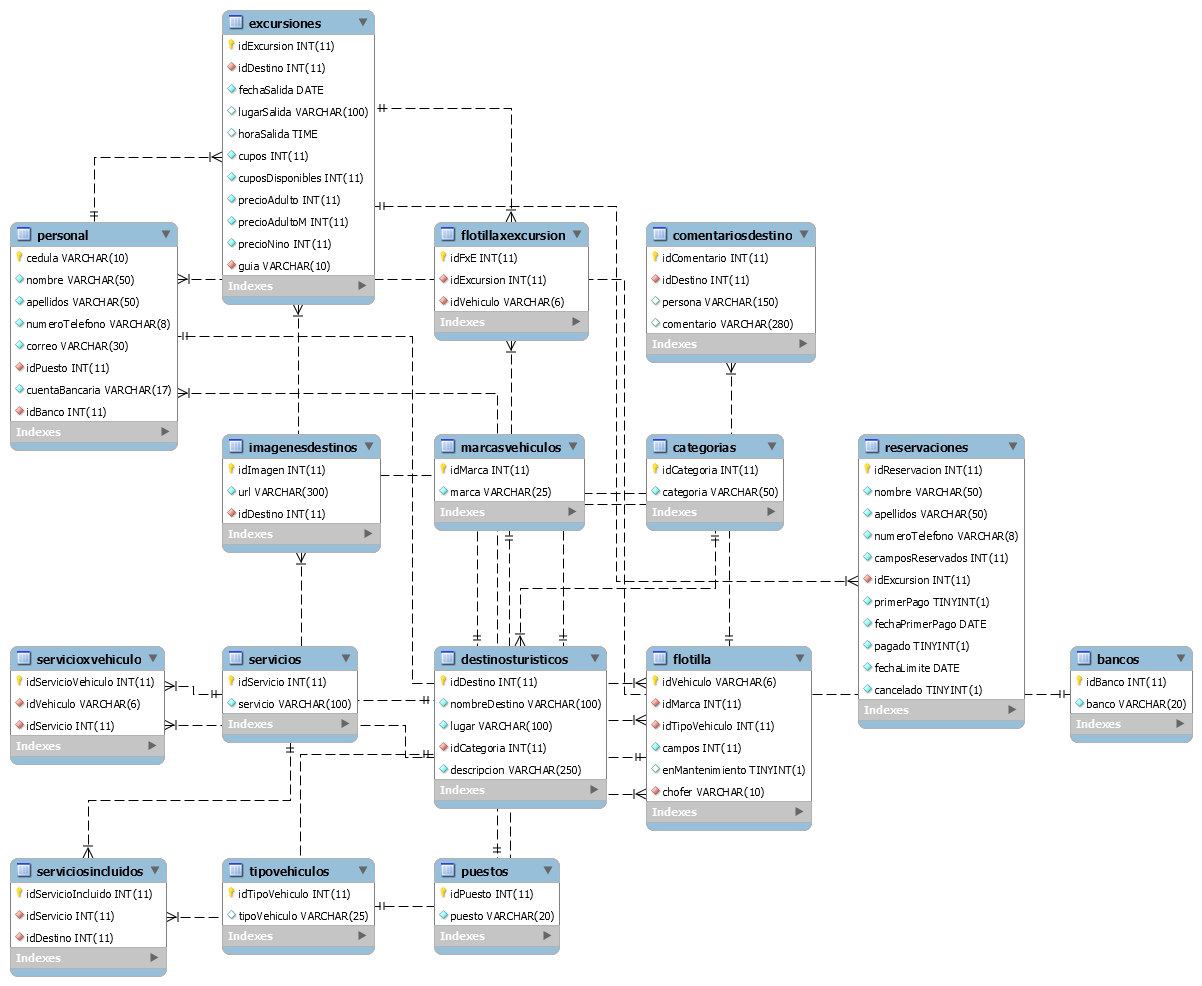 excursiones
idExcursion INT(11)
idDestino INT(11)
fechaSalida DATE
lugarSalida VARCHAR(100)
horaSalida TIME
cupos INT(11)
cuposDisponibles INT(11)
precioAdulto INT(11)
precioAdultoM INT(11)
precioNino INT(11)
guia VARCHAR(10)
Indexes
personal
cedula VARCHAR(10)
nombre VARCHAR(50)
apellidos VARCHAR(50)
numeroTelefono VARCHAR(8)
correo VARCHAR(30)
idPuesto INT(11)
cuentaBancaria VARCHAR(17)
idBanco INT(11)
Indexes
flotillaxexcursion
idFxE INT(11)
idExcursion INT(11)
idVehiculo VARCHAR(6)
Indexes
comentariosdestino
idComentario INT(11)
idDestino INT(11)
persona VARCHAR(150)
comentario VARCHAR(280)
Indexes
imagenesdestinos
idImagen INT(11)
url VARCHAR(300)
idDestino INT(11)
Indexes
marcasvehiculos
idMarca INT(11)
marca VARCHAR(25)
Indexes
categorias
idCategoria INT(11)
categoria VARCHAR(50)
Indexes
reservaciones
idReservacion INT(11)
nombre VARCHAR(50)
apellidos VARCHAR(50)
numeroTelefono VARCHAR(8)
camposReservados INT(11)
idExcursion INT(11)
primerPago TINYINT(1)
fechaPrimerPago DATE
pagado TINYINT(1)
fechaLimite DATE
cancelado TINYINT(1)
Indexes
servicioxvehiculo
idServicioVehiculo INT(11)
idVehiculo VARCHAR(6)
idServicio INT(11)
Indexes
servicios
idServicio INT(11)
servicio VARCHAR(100)
Indexes
destinosturisticos
idDestino INT(11)
nombreDestino VARCHAR(100)
lugar VARCHAR(100)
idCategoria INT(11)
descripcion VARCHAR(250)
Indexes
flotilla
idVehiculo VARCHAR(6)
idMarca INT(11)
idTipoVehiculo INT(11)
campos INT(11)
enMantenimiento TINYINT(1)
chofer VARCHAR(10)
Indexes
bancos
idBanco INT(11)
banco VARCHAR(20)
Indexes
serviciosincluidos
idServicioIncluido INT(11)
idServicio INT(11)
idDestino INT(11)
Indexes
tipovehiculos
idTipoVehiculo INT(11)
tipoVehiculo VARCHAR(25)
Indexes
puestos
idPuesto INT(11)
puesto VARCHAR(20)
Indexes